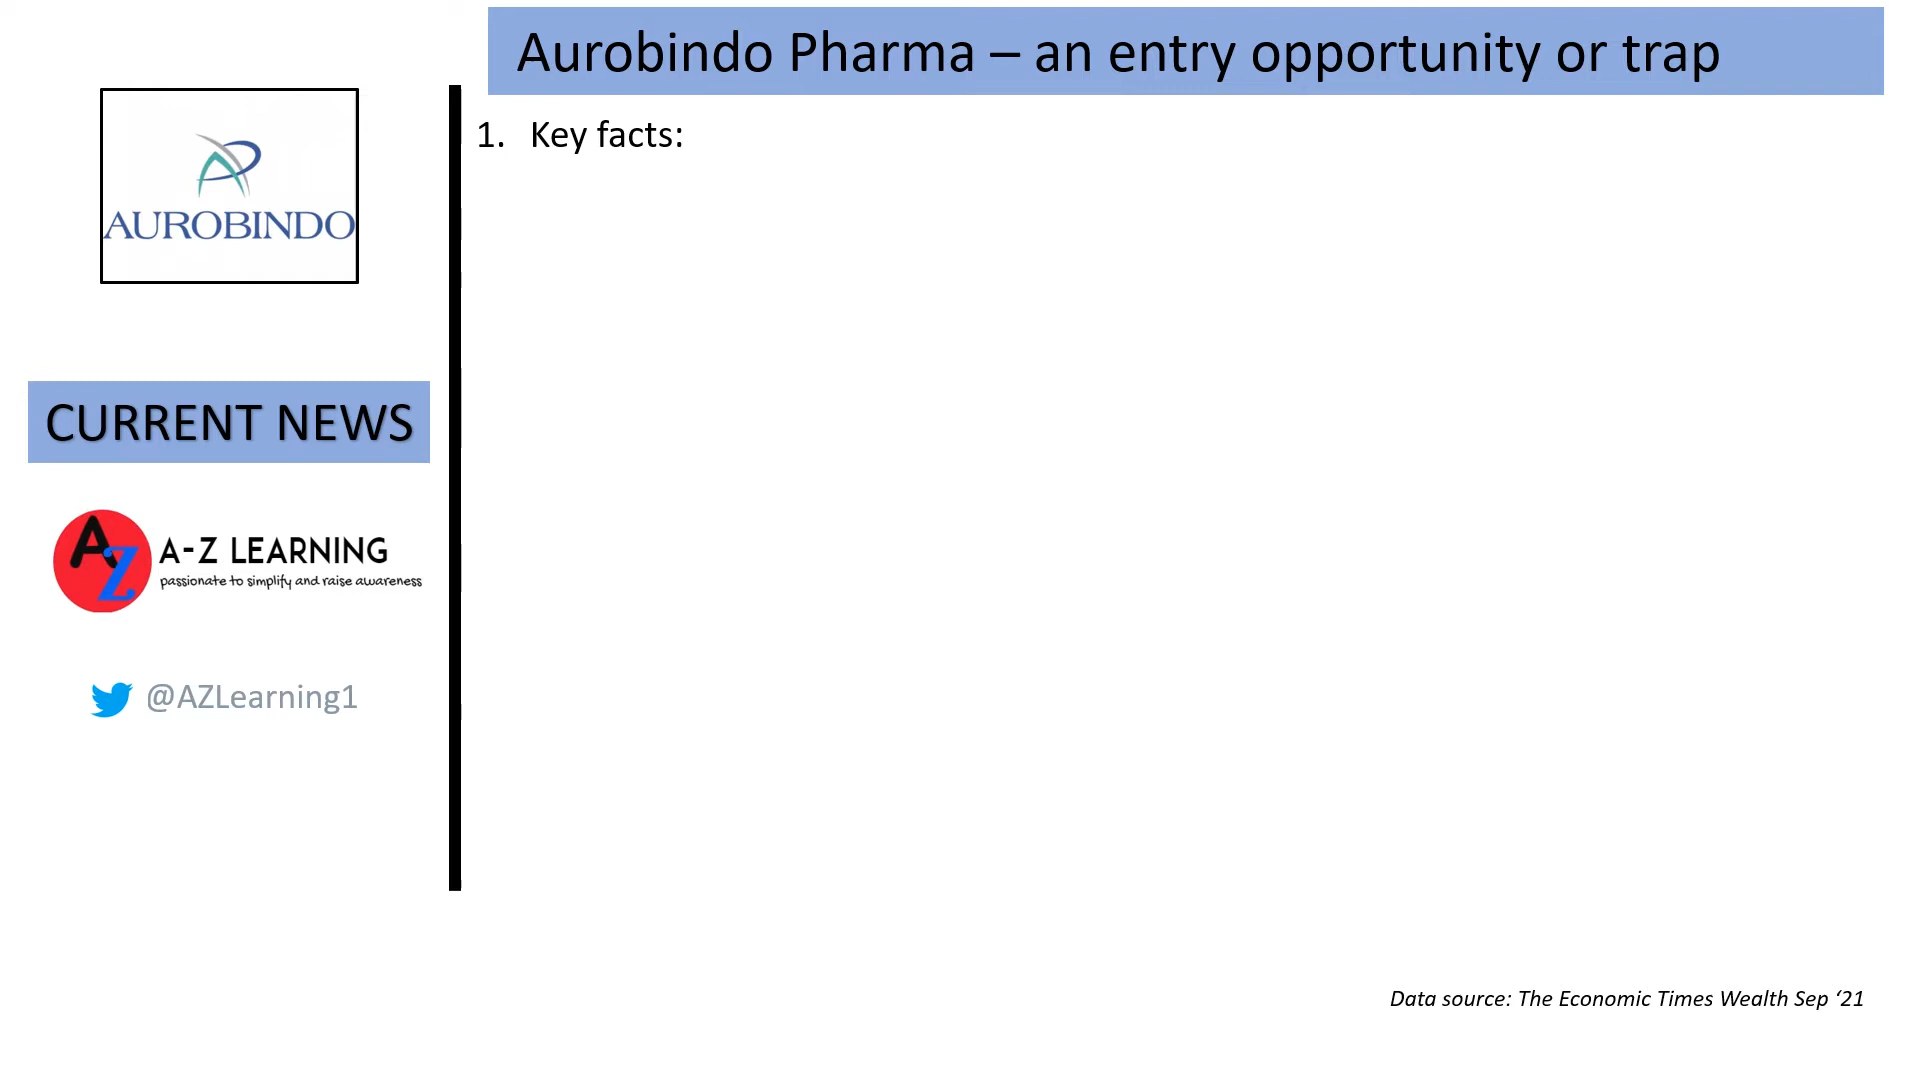 Aurobindo Pharma – an entry opportunity or trap
1. Key facts:
AUROBINDO
CURRENT NEWS
AZ
A-Z LEARNING
passionate to simplify and raise awareness
@AZLearning1
Data source: The Economic Times Wealth Sep ‘21